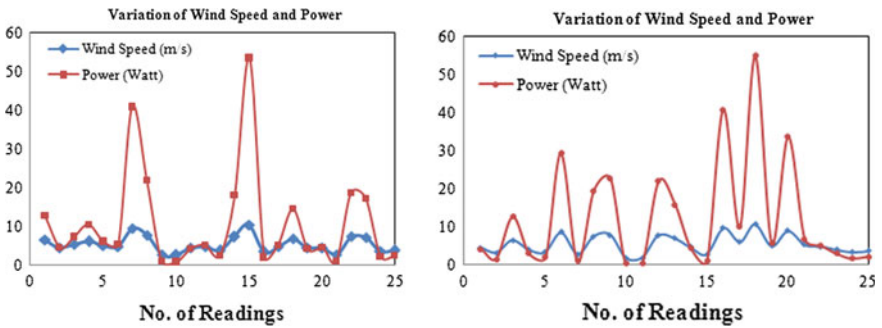 Variation of Wind Speed and Power
60
50
40
30
20
10
0
Wind Speed (m/s)
Power (Watt)
0 5 10 15 20 25
No. of Readings
Variation of Wind Speed and Power
60
50
40
30
20
10
0
Wind Speed (m/s)
Power (Watt)
0 5 10 15 20 25
No. of Readings